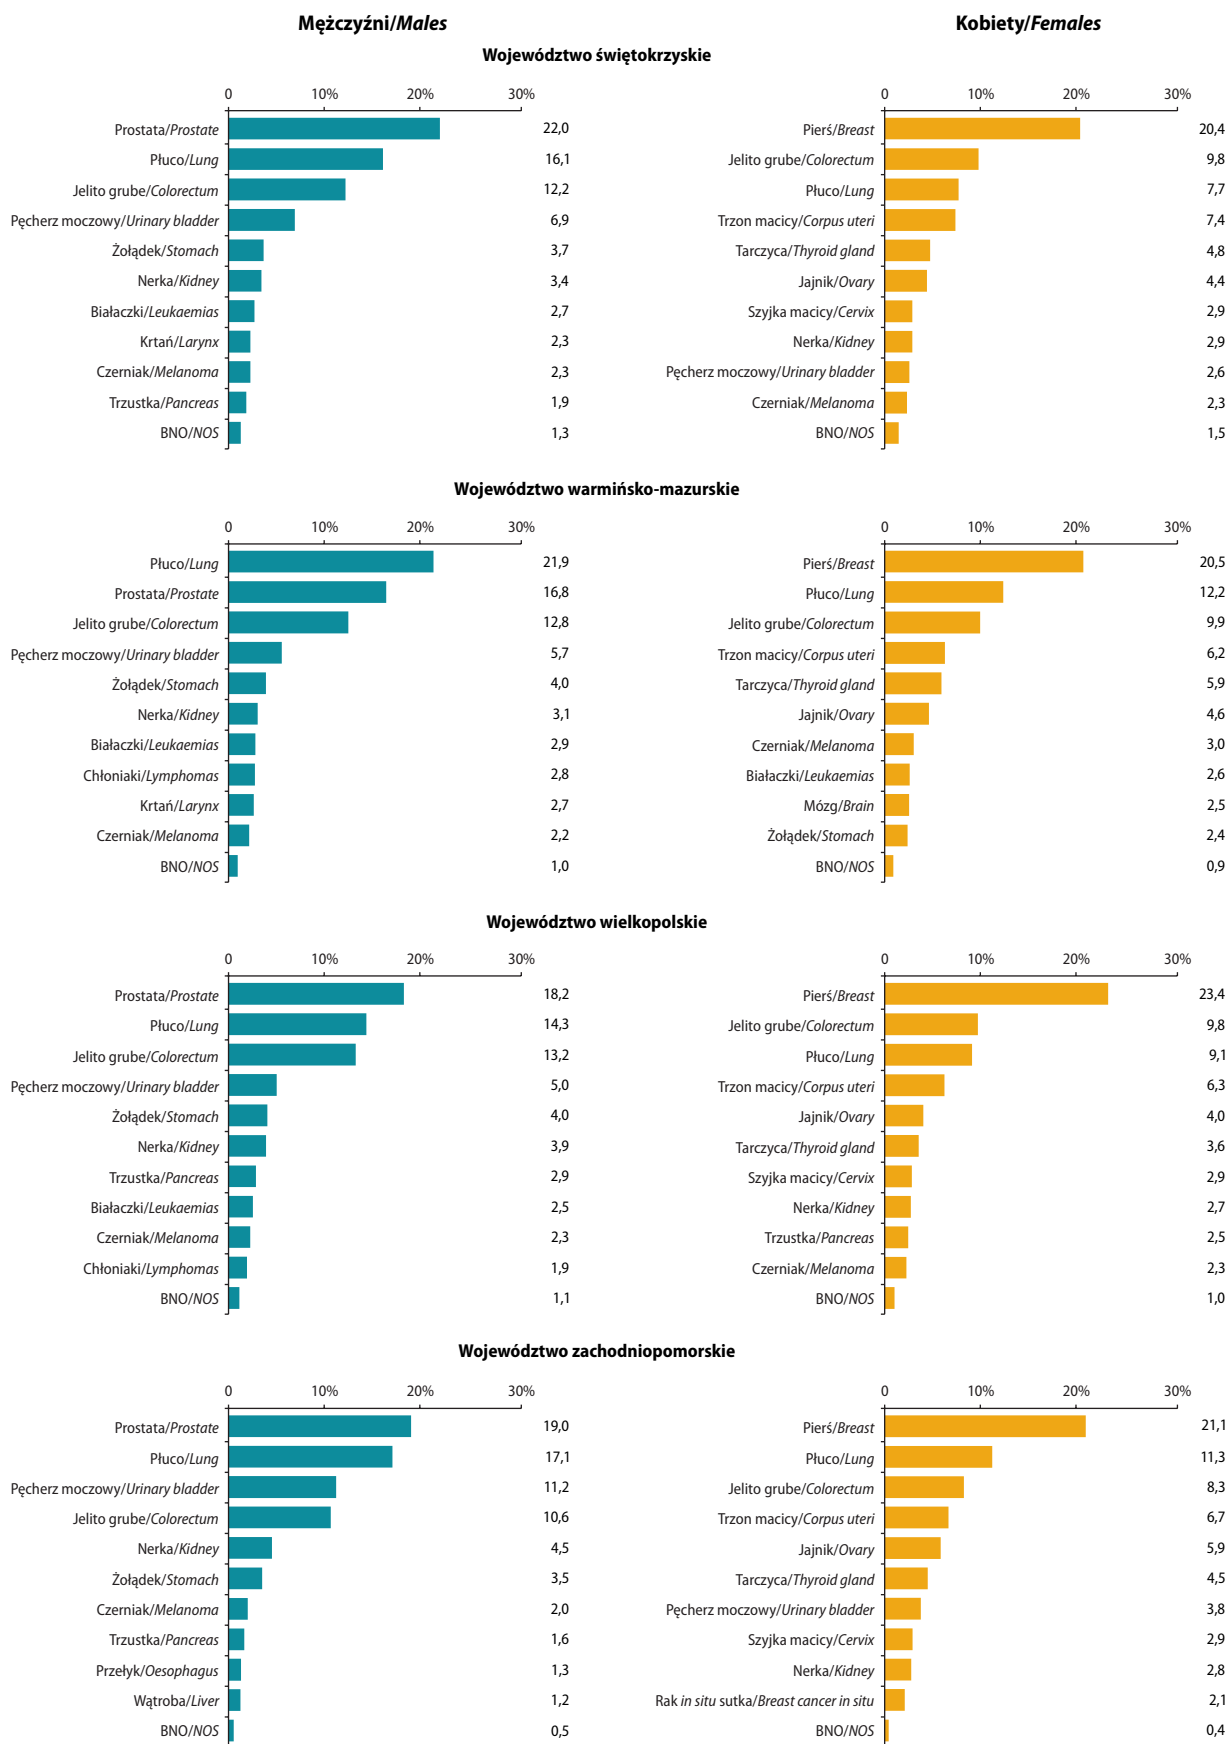 Mężczyźni/Males
Kobiety/Females
Województwo świętokrzyskie
0 10% 20% 30%
Prostata/Prostate 22,0
Płuco/Lung 16,1
Jelito grube/Colorectum 12,2
Pęcherz moczowy/Urinary bladder 6,9
Żołądek/Stomach 3,7
Nerka/Kidney 3,4
Białaczki/Leukaemias 2,7
Krtań/Larynx 2,3
Czerniak/Melanoma 2,3
Trzustka/Pancreas 1,9
BNO/NOS 1,3
0 10% 20% 30%
Pierś/Breast 20,4
Jelito grube/Colorectum 9,8
Płuco/Lung 7,7
Trzon macicy/Corpus uteri 7,4
Tarczyca/Thyroid gland 4,8
Jajnik/Ovary 4,4
Szyjka macicy/Cervix 2,9
Nerka/Kidney 2,9
Pęcherz moczowy/Urinary bladder 2,6
Czerniak/Melanoma 2,3
BNO/NOS 1,5
Województwo warmińsko-mazurskie
0 10% 20% 30%
Płuco/Lung 21,9
Prostata/Prostate 16,8
Jelito grube/Colorectum 12,8
Pęcherz moczowy/Urinary bladder 5,7
Żołądek/Stomach 4,0
Nerka/Kidney 3,1
Białaczki/Leukaemias 2,9
Chłoniaki/Lymphomas 2,8
Krtań/Larynx 2,7
Czerniak/Melanoma 2,2
BNO/NOS 1,0
0 10% 20% 30%
Pierś/Breast 20,5
Płuco/Lung 12,2
Jelito grube/Colorectum 9,9
Trzon macicy/Corpus uteri 6,2
Tarczyca/Thyroid gland 5,9
Jajnik/Ovary 4,6
Czerniak/Melanoma 3,0
Białaczki/Leukaemias 2,6
Mózg/Brain 2,5
Żołądek/Stomach 2,4
BNO/NOS 0,9
Województwo wielkopolskie
0 10% 20% 30%
Prostata/Prostate 18,2
Płuco/Lung 14,3
Jelito grube/Colorectum 13,2
Pęcherz moczowy/Urinary bladder 5,0
Żołądek/Stomach 4,0
Nerka/Kidney 3,9
Trzustka/Pancreas 2,9
Białaczki/Leukaemias 2,5
Czerniak/Melanoma 2,3
Chłoniaki/Lymphomas 1,9
BNO/NOS 1,1
0 10% 20% 30%
Pierś/Breast 23,4
Jelito grube/Colorectum 9,8
Płuco/Lung 9,1
Trzon macicy/Corpus uteri 6,3
Jajnik/Ovary 4,0
Tarczyca/Thyroid gland 3,6
Szyjka macicy/Cervix 2,9
Nerka/Kidney 2,7
Trzustka/Pancreas 2,5
Czerniak/Melanoma 2,3
BNO/NOS 1,0
Województwo zachodniopomorskie
0 10% 20% 30%
Prostata/Prostate 19,0
Płuco/Lung 17,1
Pęcherz moczowy/Urinary bladder 11,2
Jelito grube/Colorectum 10,6
Nerka/Kidney 4,5
Żołądek/Stomach 3,5
Czerniak/Melanoma 2,0
Trzustka/Pancreas 1,6
Przełyk/Oesophagus 1,3
Wątroba/Liver 1,2
BNO/NOS 0,5
0 10% 20% 30%
Pierś/Breast 21,1
Płuco/Lung 11,3
Jelito grube/Colorectum 8,3
Trzon macicy/Corpus uteri 6,7
Jajnik/Ovary 5,9
Tarczyca/Thyroid gland 4,5
Pęcherz moczowy/Urinary bladder 3,8
Szyjka macicy/Cervix 2,9
Nerka/Kidney 2,8
Rak in situ sutka/Breast cancer in situ 2,1
BNO/NOS 0,4